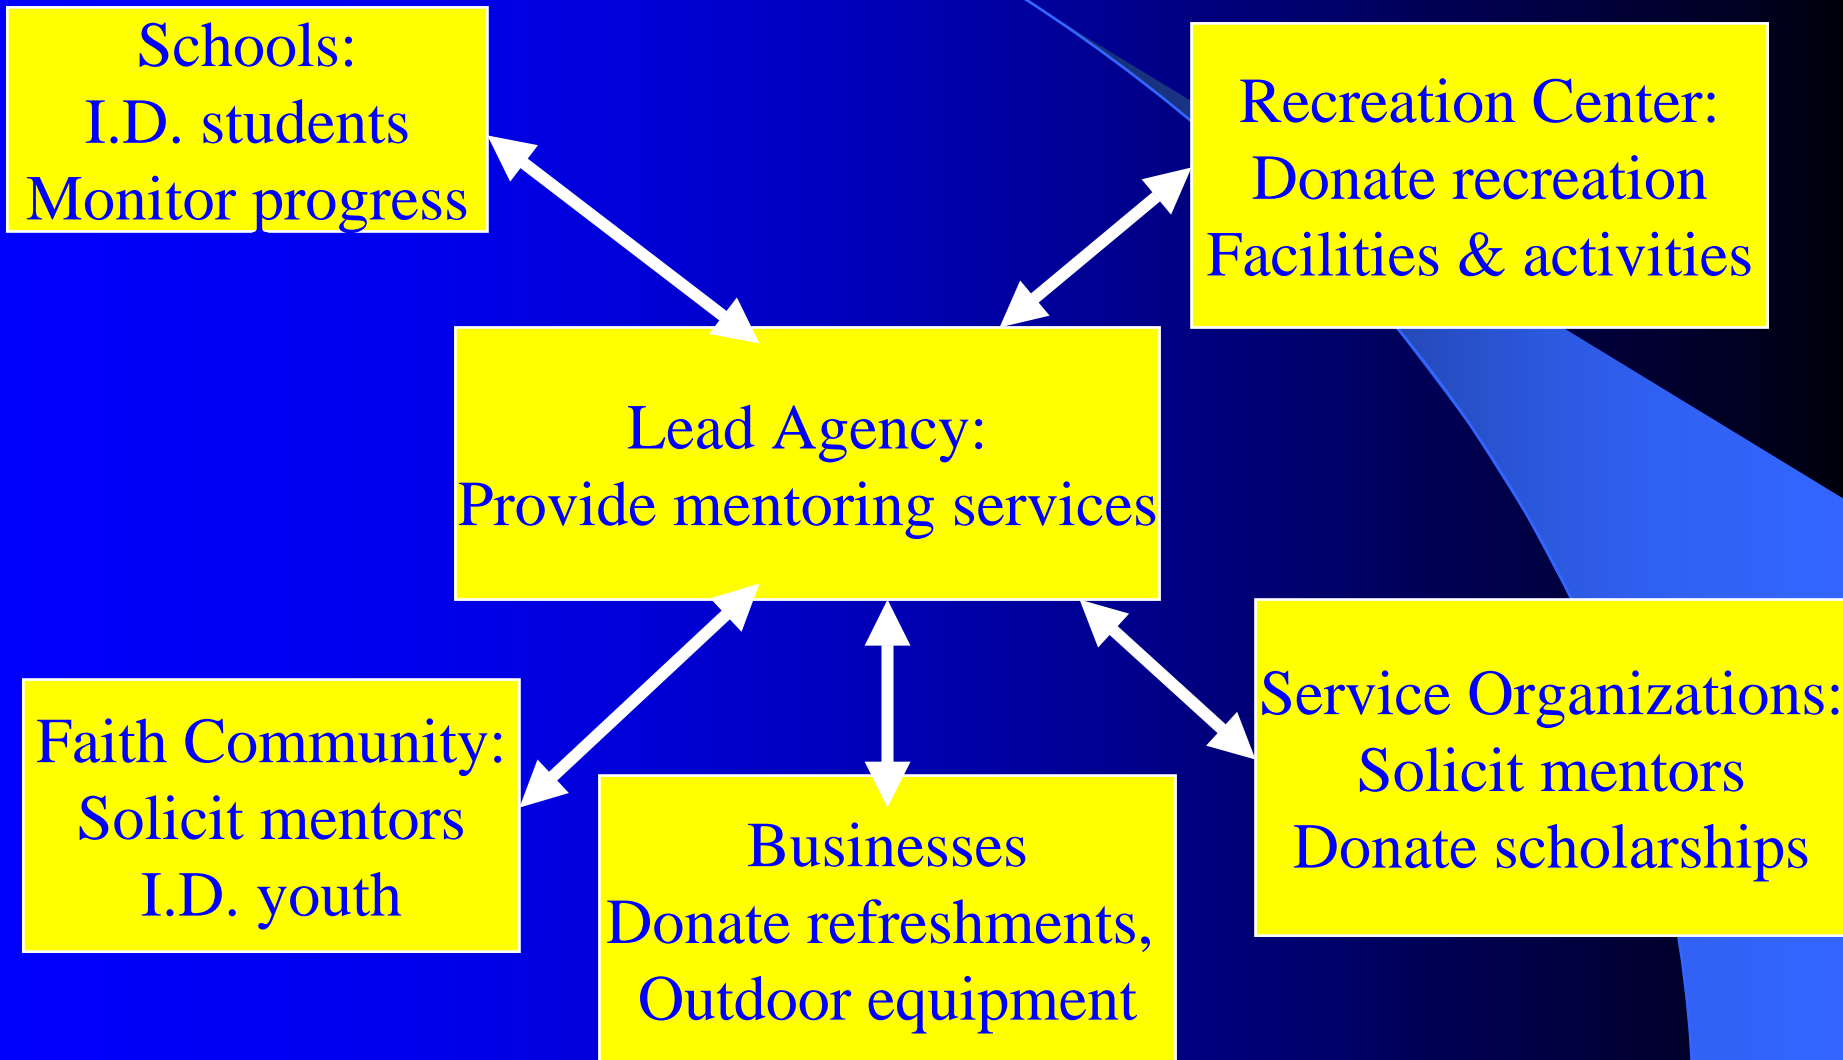 Schools:
I.D. students
Monitor progress
Recreation Center:
Donate recreation
Facilities & activities
Lead Agency:
Provide mentoring services
Faith Community:
Solicit mentors
I.D. youth
Businesses
Donate refreshments,
Outdoor equipment
Service Organizations:
Solicit mentors
Donate scholarships